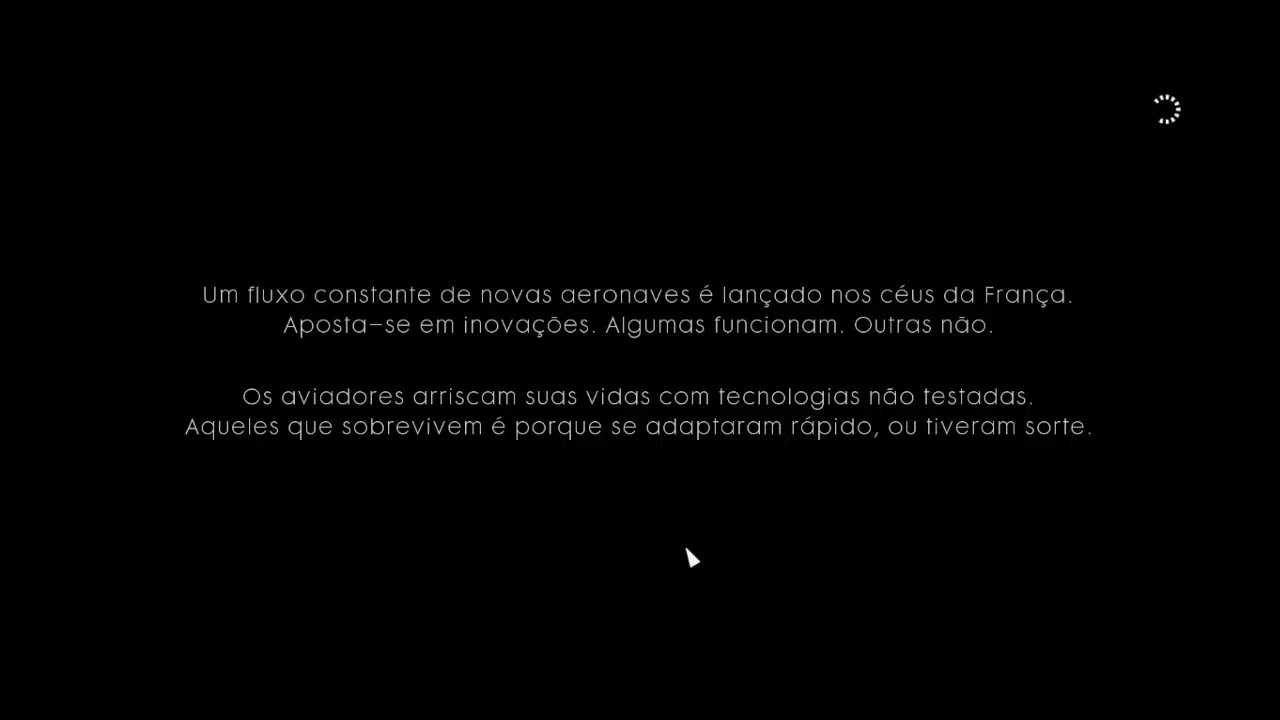 Um fluxo constante de novas aeronaves é lançado nos céus da França.
Aposta-se em inovações. Algumas funcionam. Outras não.
Os aviadores arriscam suas vidas com tecnologias não testadas.
Aqueles que sobrevivem é porque se adaptaram rápido, ou tiveram sorte.